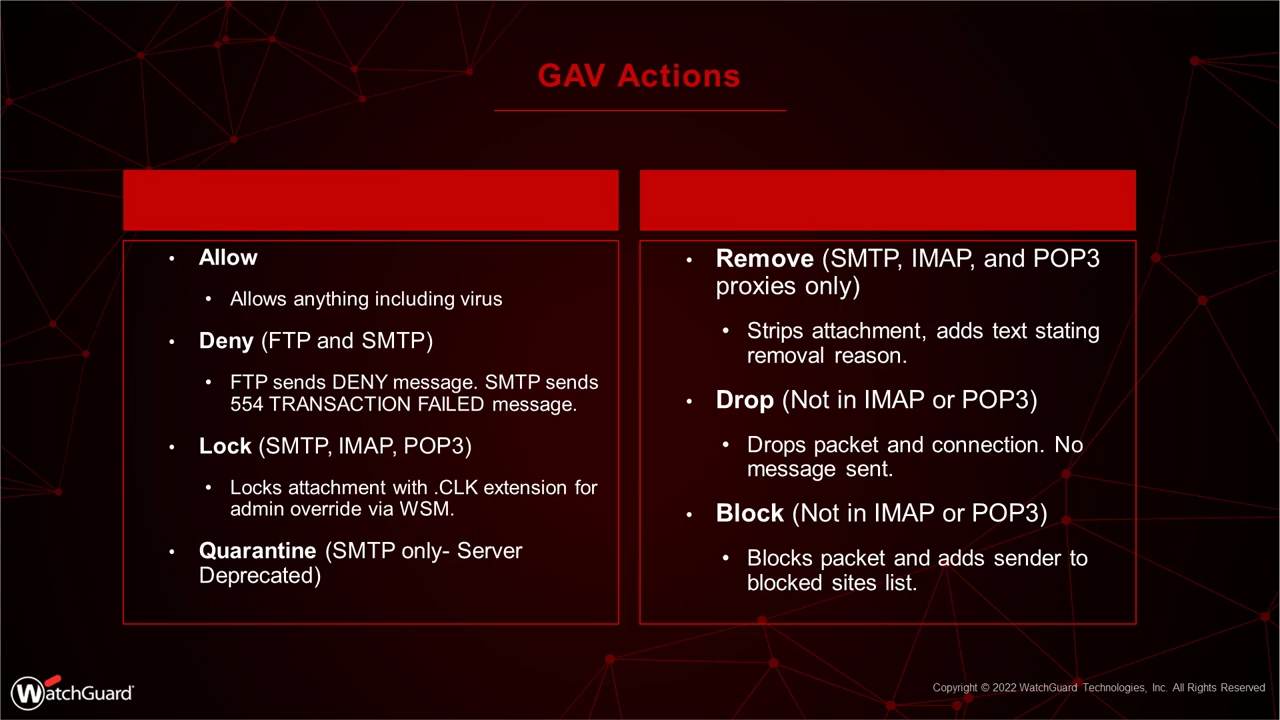 GAV Actions
• Allow
• Allows anything including virus
• Deny (FTP and SMTP)
• FTP sends DENY message. SMTP sends
554 TRANSACTION FAILED message.
• Lock (SMTP, IMAP, POP3)
• Locks attachment with .CLK extension for
admin override via WSM.
• Quarantine (SMTP only- Server
Deprecated)
• Remove (SMTP, IMAP, and POP3
proxies only)
• Strips attachment, adds text stating
removal reason.
• Drop (Not in IMAP or POP3)
• Drops packet and connection. No
message sent.
• Block (Not in IMAP or POP3)
• Blocks packet and adds sender to
blocked sites list.
WatchGuard
Copyright © 2022 WatchGuard Technologies, Inc. All Rights Reserved